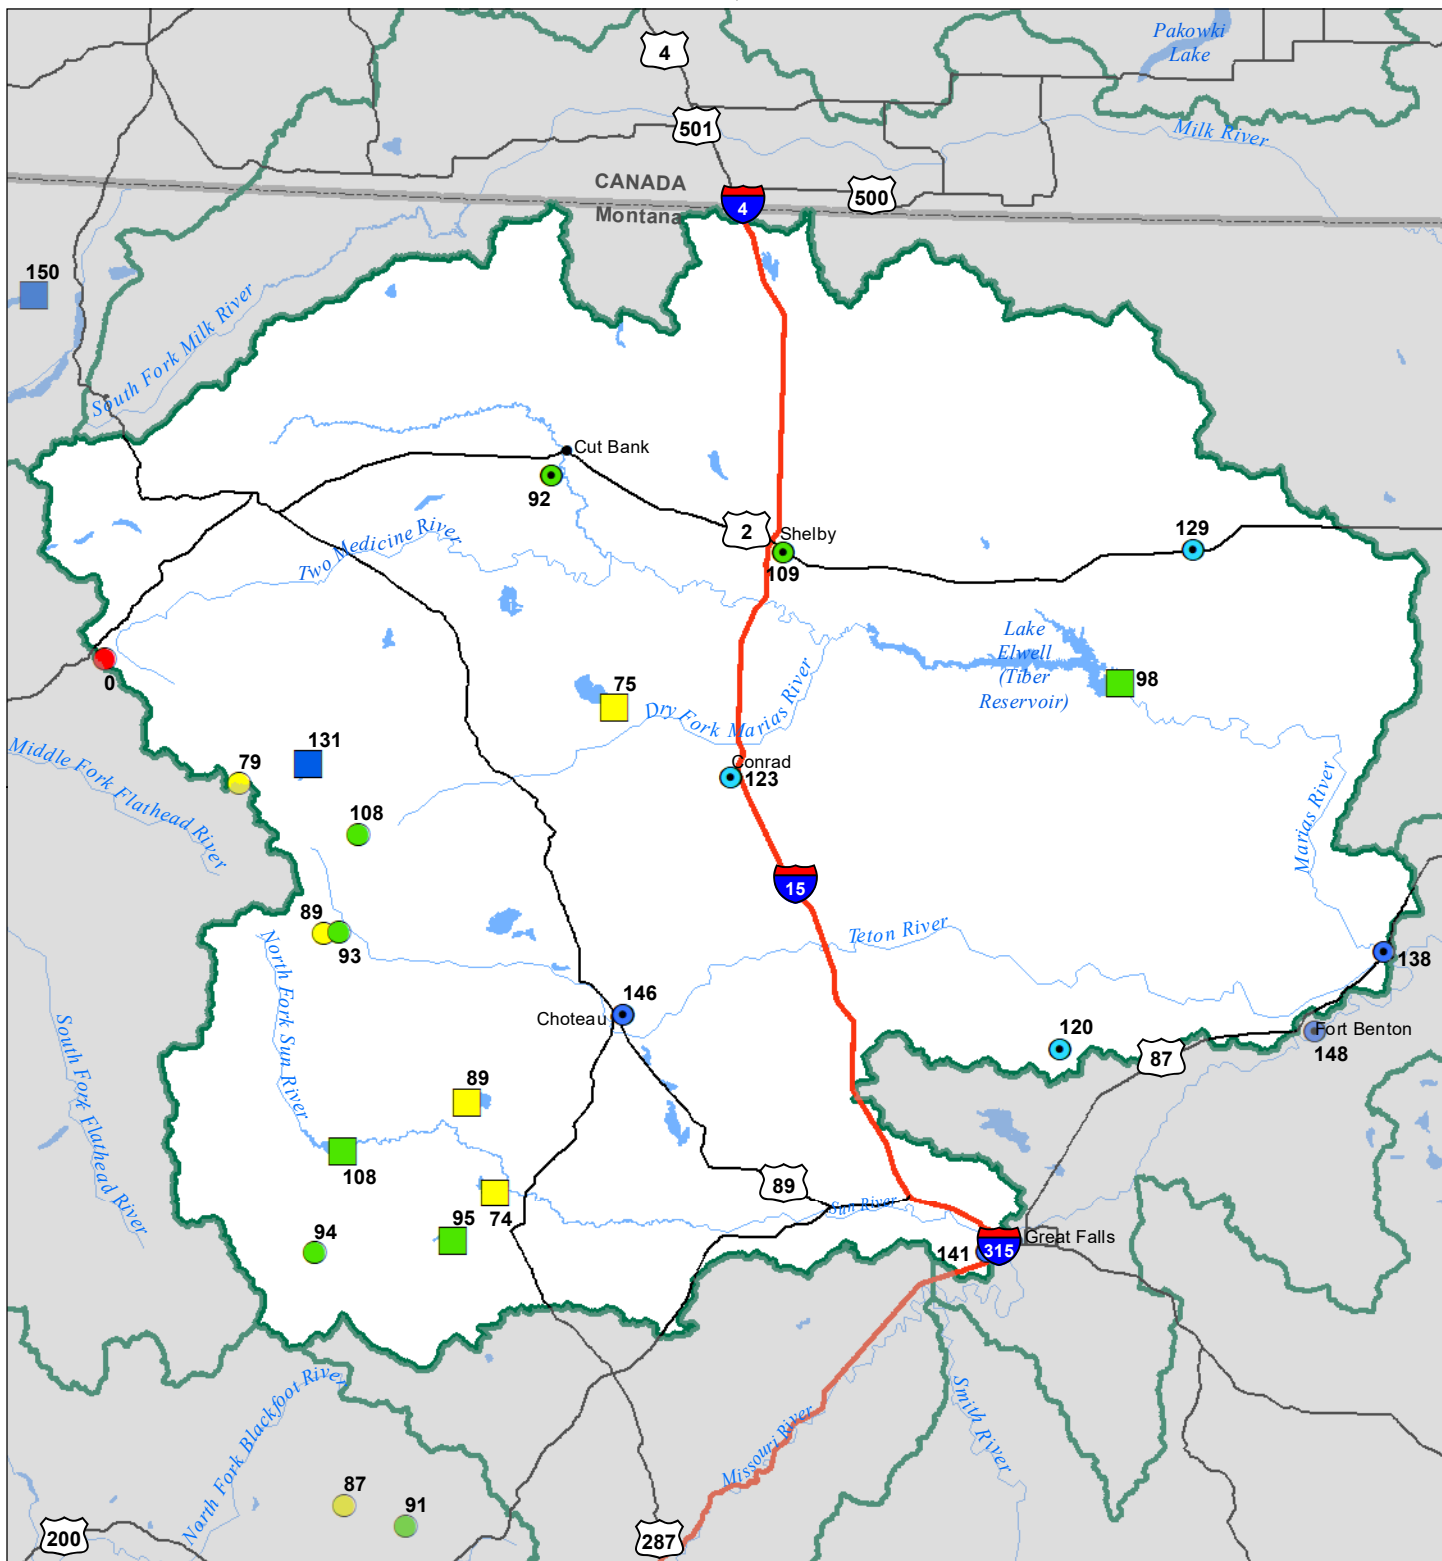 4
Pakowki
Lake
501
Milk River
CANADA
Montana
4
500
150
South Fork Milk River
Cut Bank
92
2
Shelby
109
129
Two Medicine River
0
75
Lake
Elwell
(Tiber
Reservoir)
98
Dry Fork Marias River
Middle Fork Flathead River
79
131
Conrad
123
108
Marias River
15
89
93
North Fork Sun River
Teton River
138
146
Choteau
120
Fort Benton
148
87
South Fork Flathead River
89
108
89
74
Sun River
95
94
141
315
Great Falls
North Fork Blackfoot River
Missouri River
Smith River
87
91
200
287